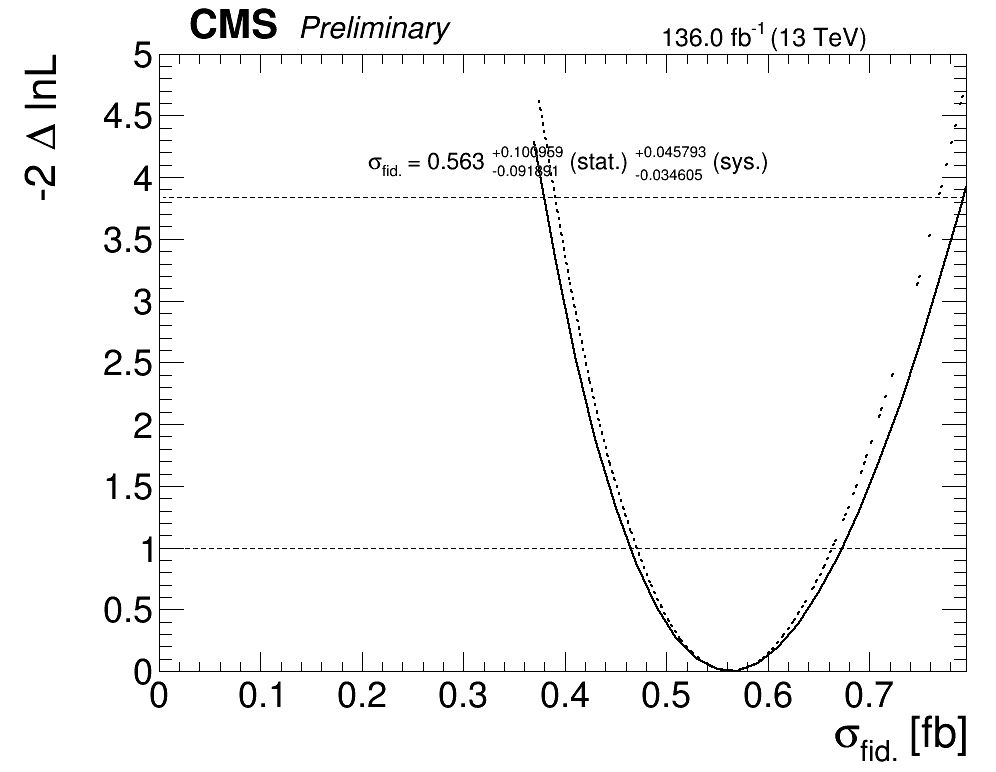 CMS Preliminary 136.0 fb-1 (13 TeV)
-2 Δ lnL
5
4.5
σfid. = 0.563 +0.100959 -0.091891 (stat.) +0.045793 -0.034605 (sys.)
4
3.5
3
2.5
2
1.5
1
0.5
0
0 0.1 0.2 0.3 0.4 0.5 0.6 0.7
σfid. [fb]